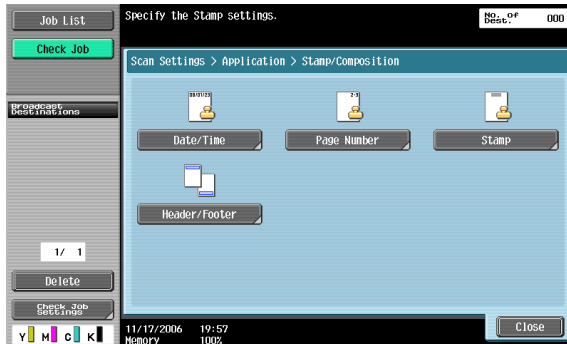 Job List
Check Job
Specify the Stamp settings.
No. of
Dest.
000
Scan Settings > Application > Stamp/Composition
Broadcast
Destinations
Date/Time
Page Number
Stamp
Header/Footer
1/ 1
Delete
Check Job
Settings
Y M C K
11/17/2006 19:57
Memory 100%
Close